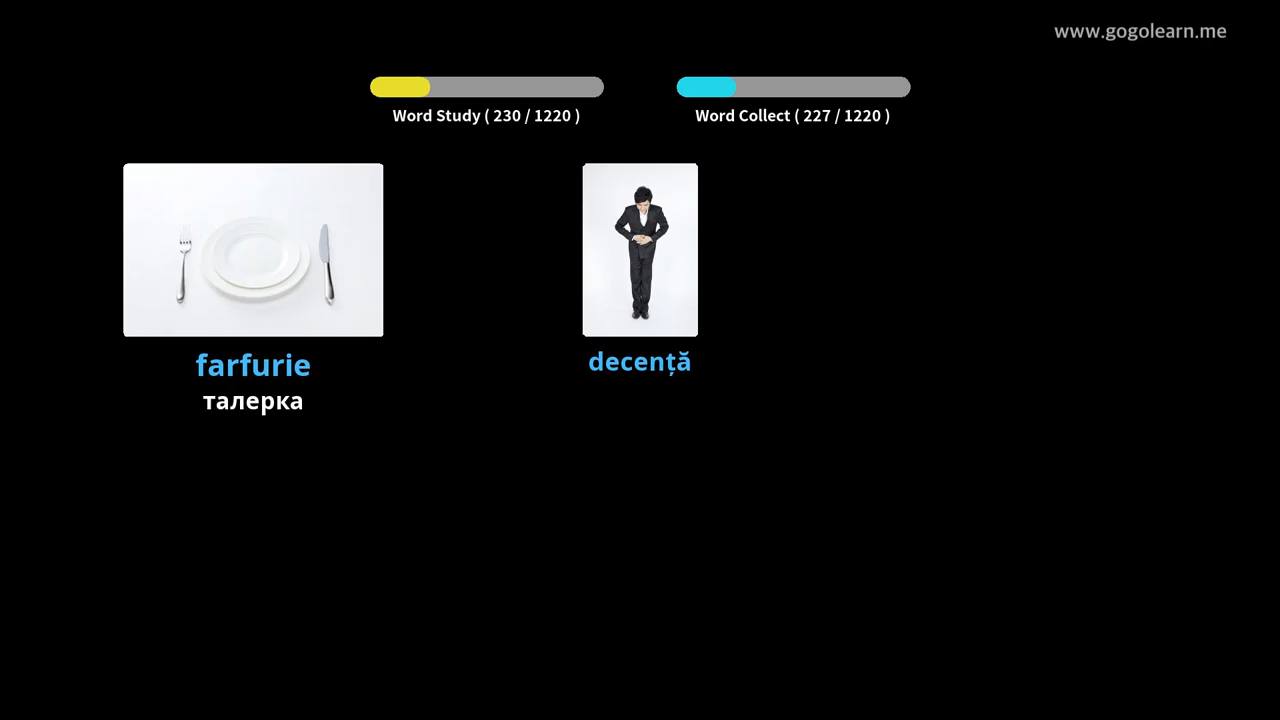 www.gogolearn.me
Word Study ( 230 / 1220 )
Word Collect ( 227 / 1220 )
farfurie
талерка
decență